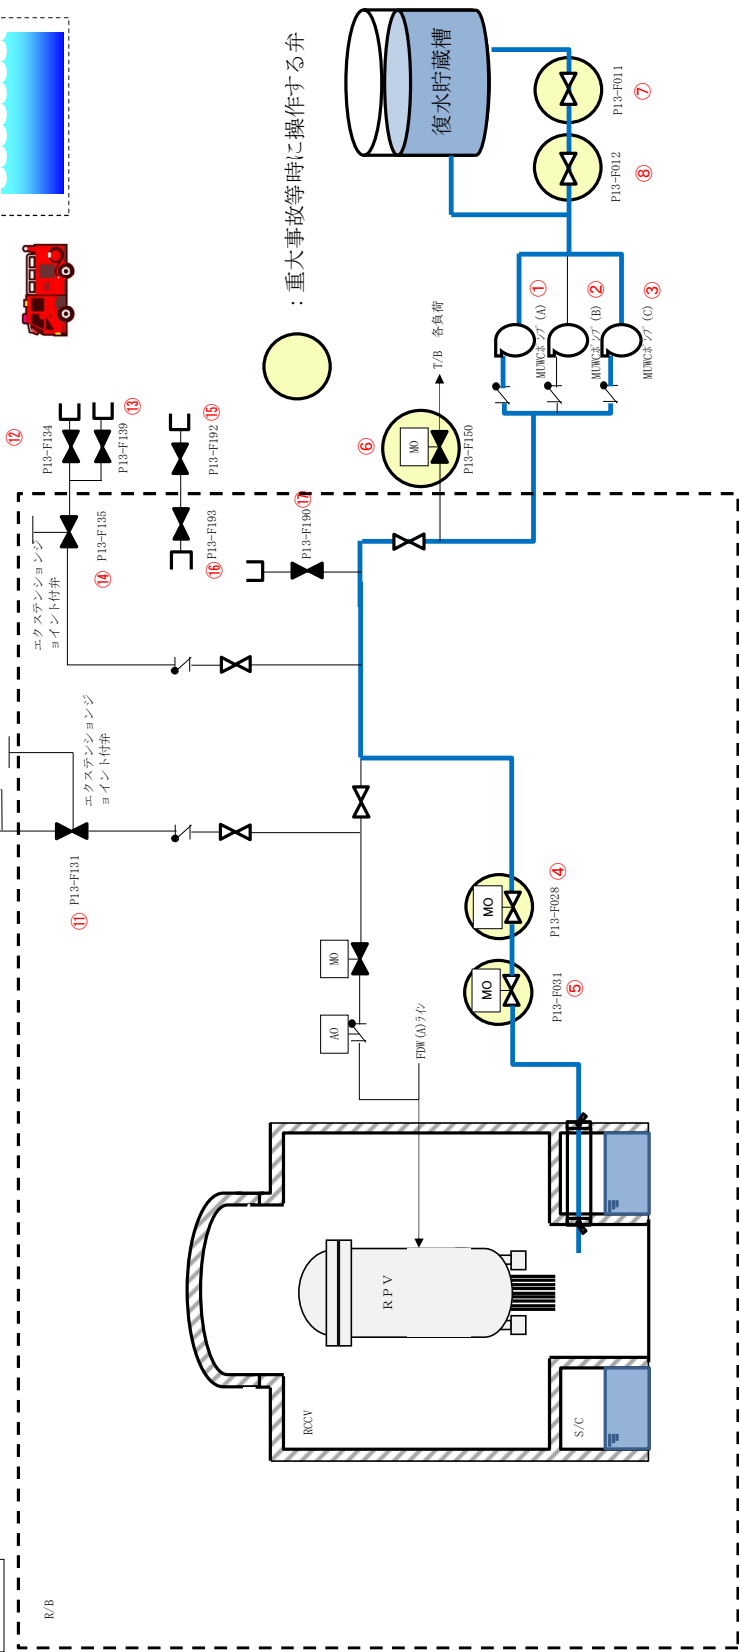 ：重大事故等時に操作する弁
復水貯蔵槽
P13-F011
⑦
P13-F012
⑧
MUWCポンプ(A)
①
MUWCポンプ(B)
②
MUWCポンプ(C)
③
T/B 各負荷
MO
P13-F150
⑥
⑫
P13-F134
⑬
P13-F139
P13-F135
⑭
エクステンションジ
ョイント付弁
P13-F192
⑮
P13-F193
⑯
P13-F190
⑰
エクステンションジ
ョイント付弁
P13-F131
⑪
MO
AO
FDW(A)ライン
MO
P13-F028
④
MO
P13-F031
⑤
RPV
RCCV
S/C
R/B